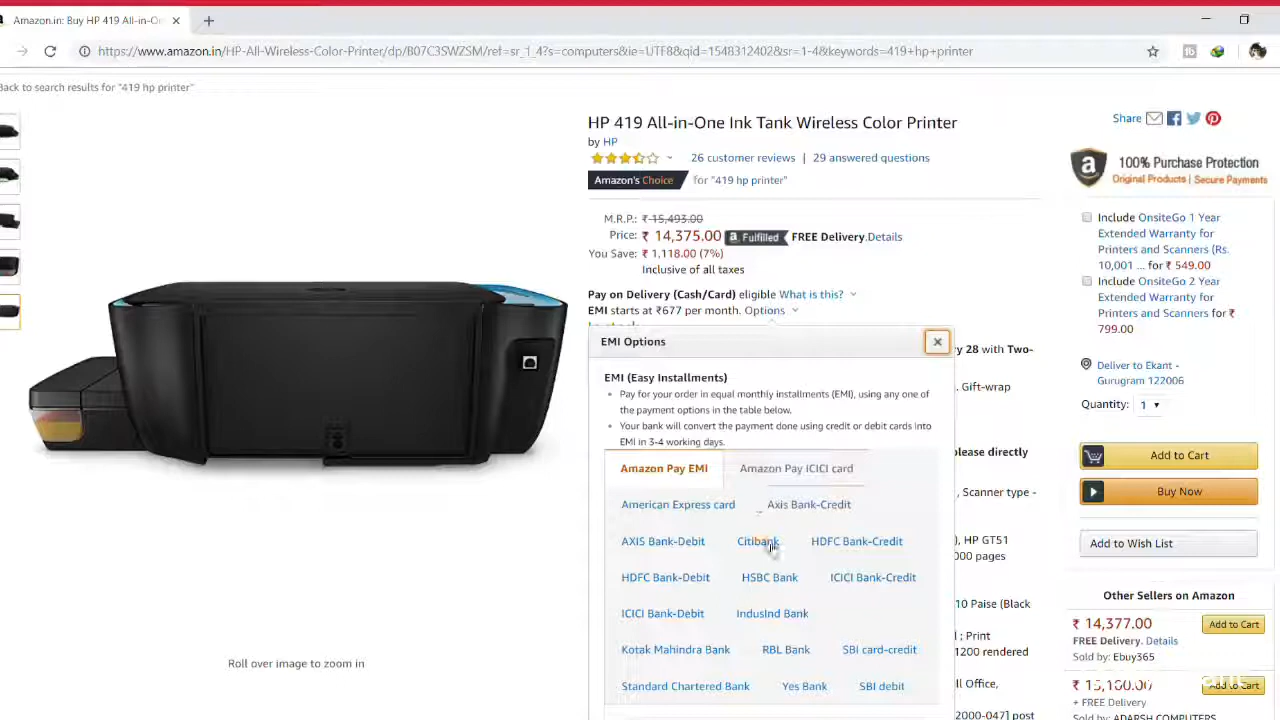 Amazon.in: Buy HP 419 All-in-On
https://www.amazon.in/HP-All-Wireless-Color-Printer/dp/B07C3SWZSM/ref=sr_1_4?s=computers&ie=UTF8&qid=1548312402&sr=1-4&keywords=419+hp+printer
Back to search results for "419 hp printer"
HP 419 All-in-One Ink Tank Wireless Color Printer
by HP
26 customer reviews | 29 answered questions
Amazon's Choice for "419 hp printer"
M.R.P.: ₹ 15,493.00
Price: ₹ 14,375.00 a Fulfilled FREE Delivery.Details
You Save: ₹ 1,118.00 (7%)
Inclusive of all taxes
Pay on Delivery (Cash/Card) eligible What is this?
EMI starts at ₹677 per month. Options
EMI Options
EMI (Easy Installments)
Pay for your order in equal monthly installments (EMI), using any one of
the payment options in the table below.
Your bank will convert the payment done using credit or debit cards into
EMI in 3-4 working days.
Amazon Pay EMI Amazon Pay ICICI card
American Express card Axis Bank-Credit
AXIS Bank-Debit Citibank HDFC Bank-Credit
HDFC Bank-Debit HSBC Bank ICICI Bank-Credit
ICICI Bank-Debit IndusInd Bank
Kotak Mahindra Bank RBL Bank SBI card-credit
Standard Chartered Bank Yes Bank SBI debit
y 28 with Two-
. Gift-wrap
please directly
, Scanner type -
), HP GT51
000 pages
10 Paise (Black
; Print
1200 rendered
ll Office,
[2000-047] post
Roll over image to zoom in
Share
100% Purchase Protection
Original Products | Secure Payments
Include OnsiteGo 1 Year
Extended Warranty for
Printers and Scanners (Rs.
10,001 ... for ₹ 549.00
Include OnsiteGo 2 Year
Extended Warranty for
Printers and Scanners for ₹
799.00
Deliver to Ekant -
Gurugram 122006
Quantity: 1
Add to Cart
Buy Now
Add to Wish List
Other Sellers on Amazon
₹ 14,377.00 Add to Cart
FREE Delivery. Details
Sold by: Ebuy365
₹ 15,160.00 Add to Cart
+ FREE Delivery
Sold by: ADARSH COMPUTERS